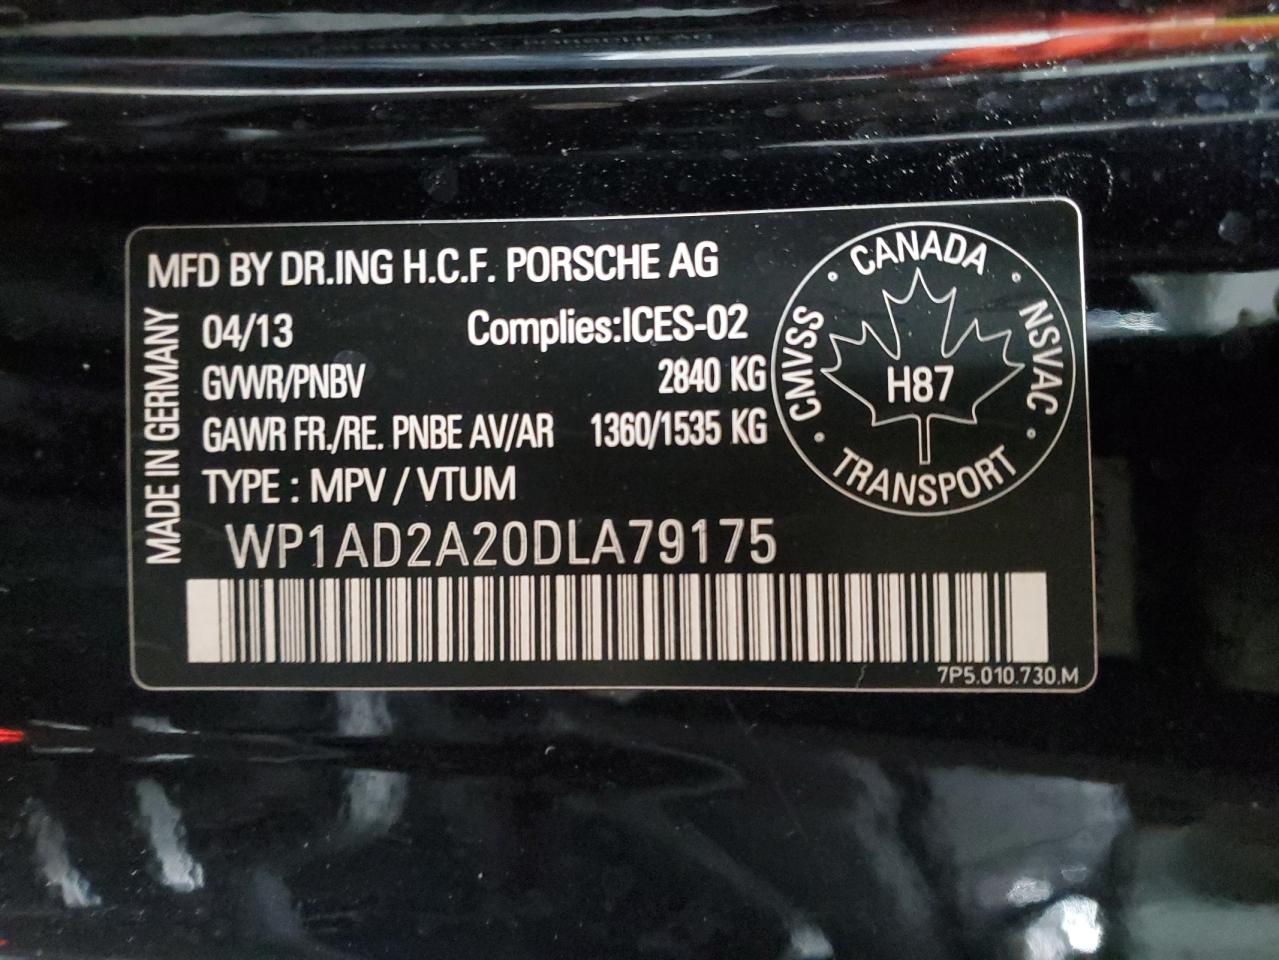 MFD BY DR.ING H.C.F. PORSCHE AG
MADE IN GERMANY
04/13 Complies:ICES-02
GVWR/PNBV 2840 KG
GAWR FR./RE. PNBE AV/AR 1360/1535 KG
TYPE : MPV / VTUM
WP1AD2A20DLA79175
7P5.010.730.M
CANADA
CMVSS
NSVAC
H87
TRANSPORT